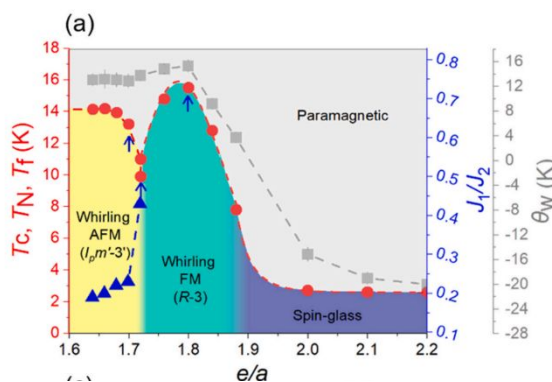 (a)
18
16
14
12
10
8
6
4
2
0
Tc, TN, Tf (K)
Whirling
AFM
(Ipm'-3')
Whirling
FM
(R-3)
Paramagnetic
Spin-glass
0.8
0.7
0.6
0.5
0.4
0.3
0.2
0.1
J1/J2
16
12
8
4
0
-4
-8
-12
-16
-20
-24
-28
θw (K)
1.6 1.7 1.8 1.9 2.0 2.1 2.2
e/a